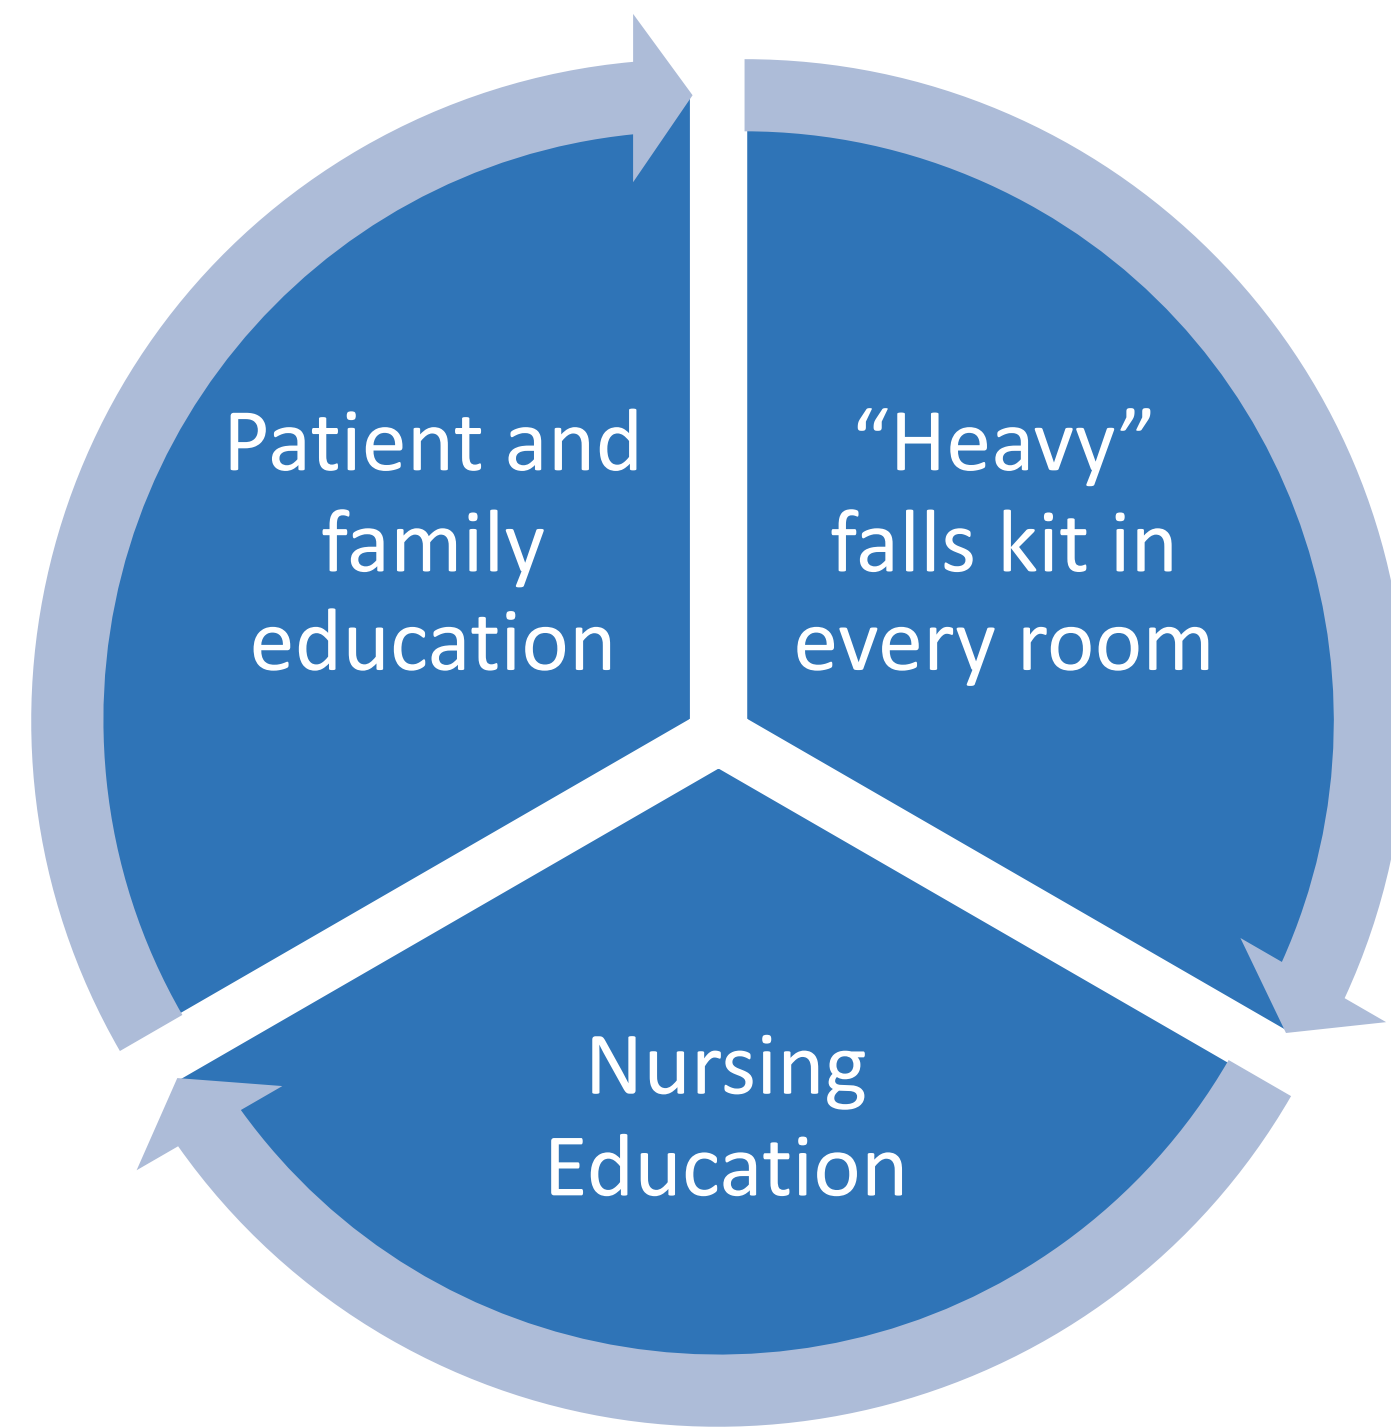 Patient and
family
education
“Heavy”
falls kit in
every room
Nursing
Education